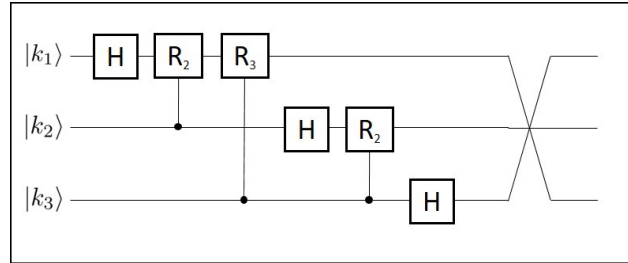 |k₁⟩ H R₂ R₃
|k₂⟩ H R₂
|k₃⟩ H